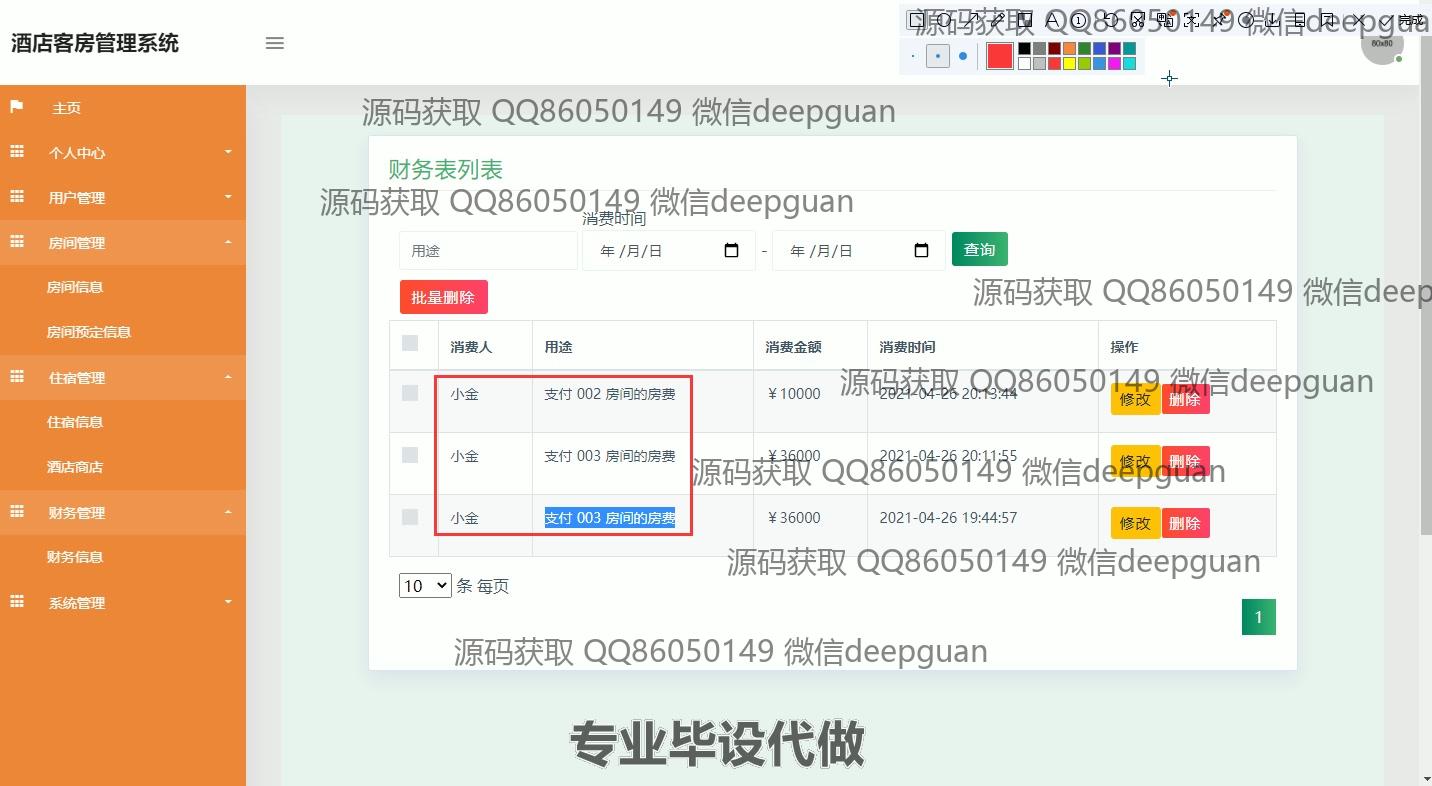 源码获取 QQ86050149 微信deepgua
完成
酒店客房管理系统
80x80
主页
个人中心
用户管理
房间管理
房间信息
房间预定信息
住宿管理
住宿信息
酒店商店
财务管理
财务信息
系统管理
源码获取 QQ86050149 微信deepguan
财务表列表
源码获取 QQ86050149 微信deepguan
消费时间
用途 年 /月/日 - 年 /月/日 查询
源码获取 QQ86050149 微信deep
批量删除
消费人 用途 消费金额 消费时间 操作
源码获取 QQ86050149 微信deepguan
小金 支付 002 房间的房费 ￥10000 2021-04-26 20:13:44 修改 删除
小金 支付 003 房间的房费 ￥36000 2021-04-26 20:11:55 修改 删除
源码获取 QQ86050149 微信deepguan
小金 支付 003 房间的房费 ￥36000 2021-04-26 19:44:57 修改 删除
源码获取 QQ86050149 微信deepguan
10 条 每页
1
源码获取 QQ86050149 微信deepguan
专业毕设代做